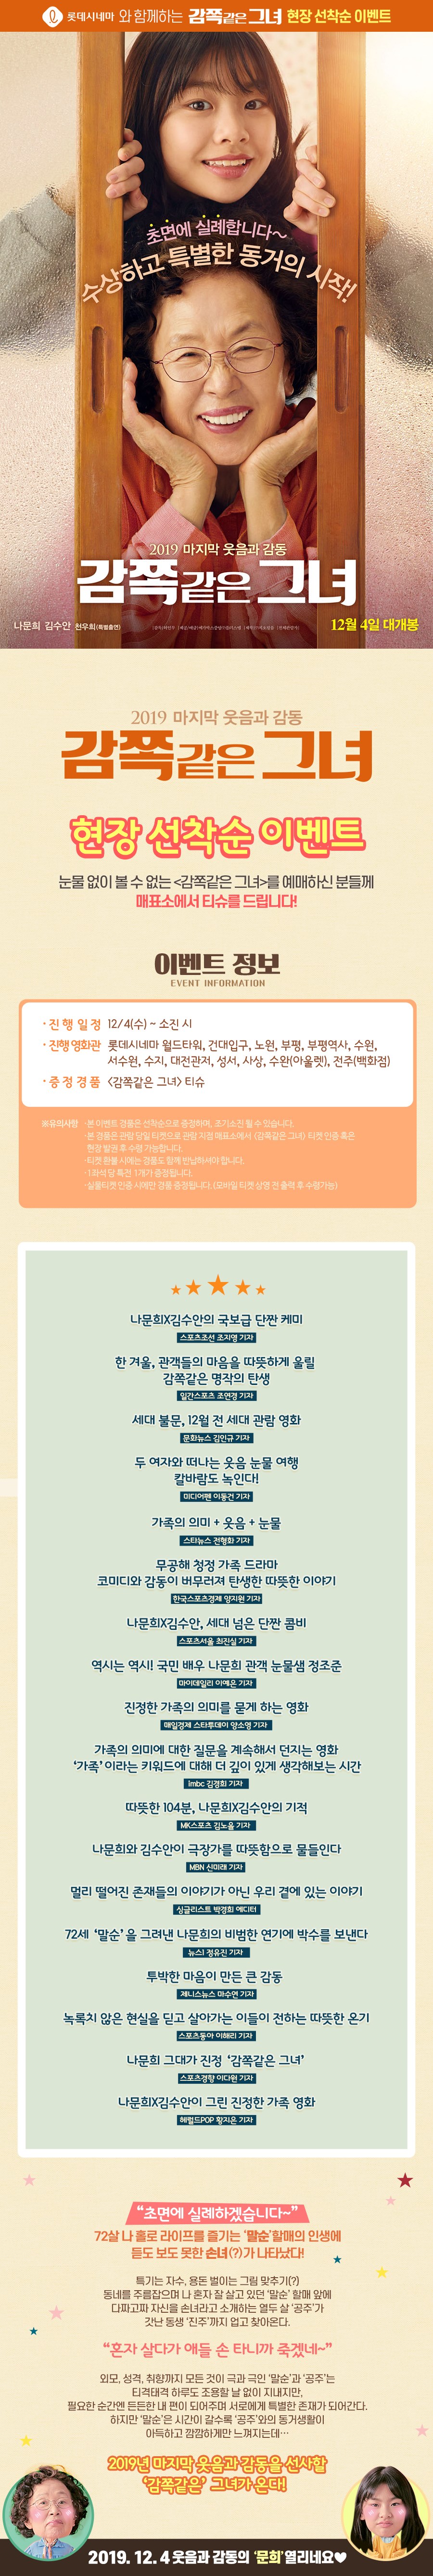 롯데시네마 와 함께하는 감쪽같은 그녀 현장 선착순 이벤트
초면에 실례합니다~
수상하고 특별한 동거의 시작!
2019 마지막 웃음과 감동
감쪽같은 그녀
나문희 김수안 천우희(특별출연)
12월 4일 대개봉
2019 마지막 웃음과 감동
감쪽같은 그녀
현장 선착순 이벤트
눈물 없이 볼 수 없는 <감쪽같은 그녀>를 예매하신 분들께
매표소에서 티슈를 드립니다!
이벤트 정보
EVENT INFORMATION
· 진 행 일 정 12/4(수) ~ 소진 시
· 진행 영화관 롯데시네마 월드타워, 건대입구, 노원, 부평, 부평역사, 수원,
서수원, 수지, 대전관저, 성서, 사상, 수완(아울렛), 전주(백화점)
· 증 정 경 품 <감쪽같은 그녀> 티슈
※유의사항 ·본 이벤트 경품은 선착순으로 증정하며, 조기소진 될 수 있습니다.
·본 경품은 관람 당일 티켓으로 관람 지점 매표소에서 <감쪽같은 그녀> 티켓 인증 혹은
현장 발권 후 수령 가능합니다.
·티켓 환불 시에는 경품도 함께 반납하셔야 합니다.
·1좌석 당 특전 1개가 증정됩니다.
·실물티켓 인증 시에만 경품 증정됩니다. (모바일 티켓 상영 전 출력 후 수령가능)
나문희X김수안의 국보급 단짠 케미
스포츠조선 조지영 기자
한 겨울, 관객들의 마음을 따뜻하게 울릴
감쪽같은 명작의 탄생
일간스포츠 조연경 기자
세대 불문, 12월 전 세대 관람 영화
문화뉴스 김인규 기자
두 여자와 떠나는 웃음 눈물 여행
칼바람도 녹인다!
미디어펜 이동건 기자
가족의 의미 + 웃음 + 눈물
스타뉴스 전형화 기자
무공해 청정 가족 드라마
코미디와 감동이 버무러져 탄생한 따뜻한 이야기
한국스포츠경제 양지원 기자
나문희X김수안, 세대 넘은 단짠 콤비
스포츠서울 최진실 기자
역시는 역시! 국민 배우 나문희 관객 눈물샘 정조준
마이데일리 이예은 기자
진정한 가족의 의미를 묻게 하는 영화
매일경제 스타투데이 양소영 기자
가족의 의미에 대한 질문을 계속해서 던지는 영화
‘가족’이라는 키워드에 대해 더 깊이 있게 생각해보는 시간
imbc 김경희 기자
따뜻한 104분, 나문희X김수안의 기적
MK스포츠 김노을 기자
나문희와 김수안이 극장가를 따뜻함으로 물들인다
MBN 신미래 기자
멀리 떨어진 존재들의 이야기가 아닌 우리 곁에 있는 이야기
싱글리스트 박경희 에디터
72세 ‘말순’을 그려낸 나문희의 비범한 연기에 박수를 보낸다
뉴스1 정유진 기자
투박한 마음이 만든 큰 감동
제니스뉴스 마수연 기자
녹록치 않은 현실을 딛고 살아가는 이들이 전하는 따뜻한 온기
스포츠동아 이해리 기자
나문희 그대가 진정 ‘감쪽같은 그녀’
스포츠경향 이다원 기자
나문희X김수안이 그린 진정한 가족 영화
헤럴드POP 황지은 기자
“초면에 실례하겠습니다~”
72살 나 홀로 라이프를 즐기는 ‘말순’할매의 인생에
듣도 보도 못한 손녀(?)가 나타났다!
특기는 자수, 용돈 벌이는 그림 맞추기(?)
동네를 주름잡으며 나 혼자 잘 살고 있던 ‘말순’ 할매 앞에
다짜고짜 자신을 손녀라고 소개하는 열두 살 ‘공주’가
갓난 동생 ‘진주’까지 업고 찾아온다.
“혼자 살다가 애들 손 타니까 죽겠네~”
외모, 성격, 취향까지 모든 것이 극과 극인 ‘말순’과 ‘공주’는
티격태격 하루도 조용할 날 없이 지내지만,
필요한 순간엔 든든한 내 편이 되어주며 서로에게 특별한 존재가 되어간다.
하지만 ‘말순’은 시간이 갈수록 ‘공주’와의 동거생활이
아득하고 깜깜하게만 느껴지는데…
2019년 마지막 웃음과 감동을 선사할
‘감쪽같은’ 그녀가 온다!
2019. 12. 4 웃음과 감동의 ‘문희’ 열리네요♥